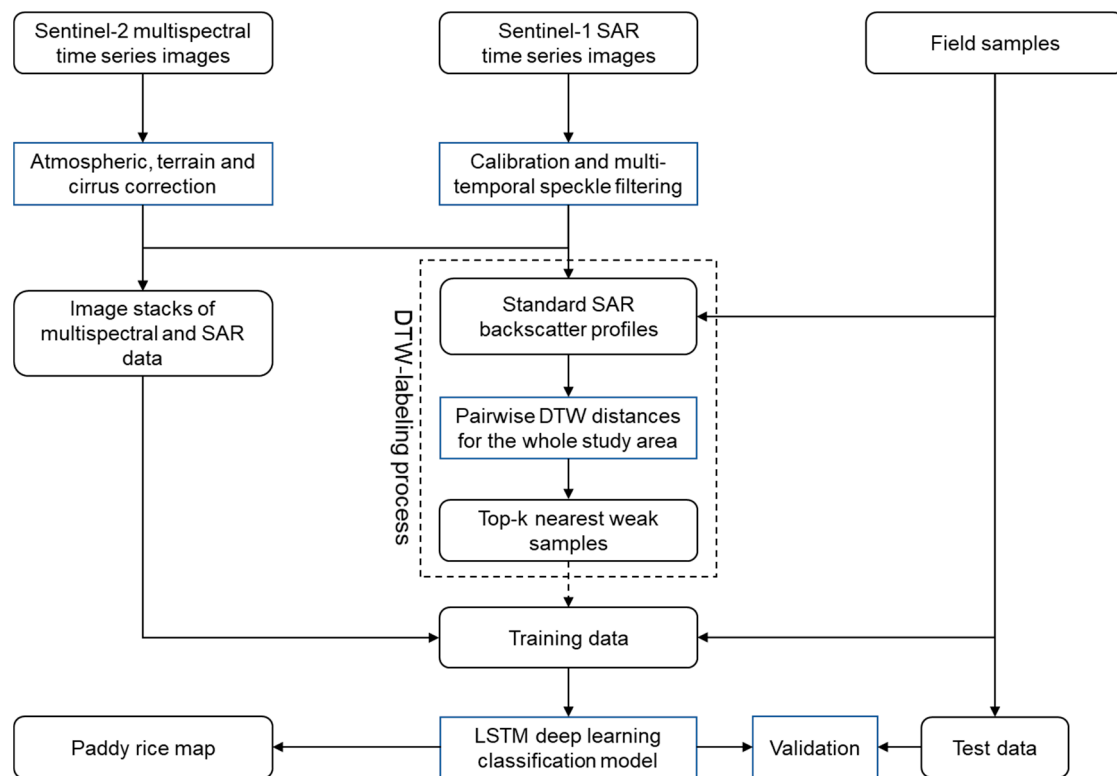 Sentinel-2 multispectral
time series images
Sentinel-1 SAR
time series images
Field samples
Atmospheric, terrain and
cirrus correction
Calibration and multi-
temporal speckle filtering
Image stacks of
multispectral and SAR
data
DTW-labeling process
Standard SAR
backscatter profiles
Pairwise DTW distances
for the whole study area
Top-k nearest weak
samples
Training data
Paddy rice map
LSTM deep learning
classification model
Validation
Test data